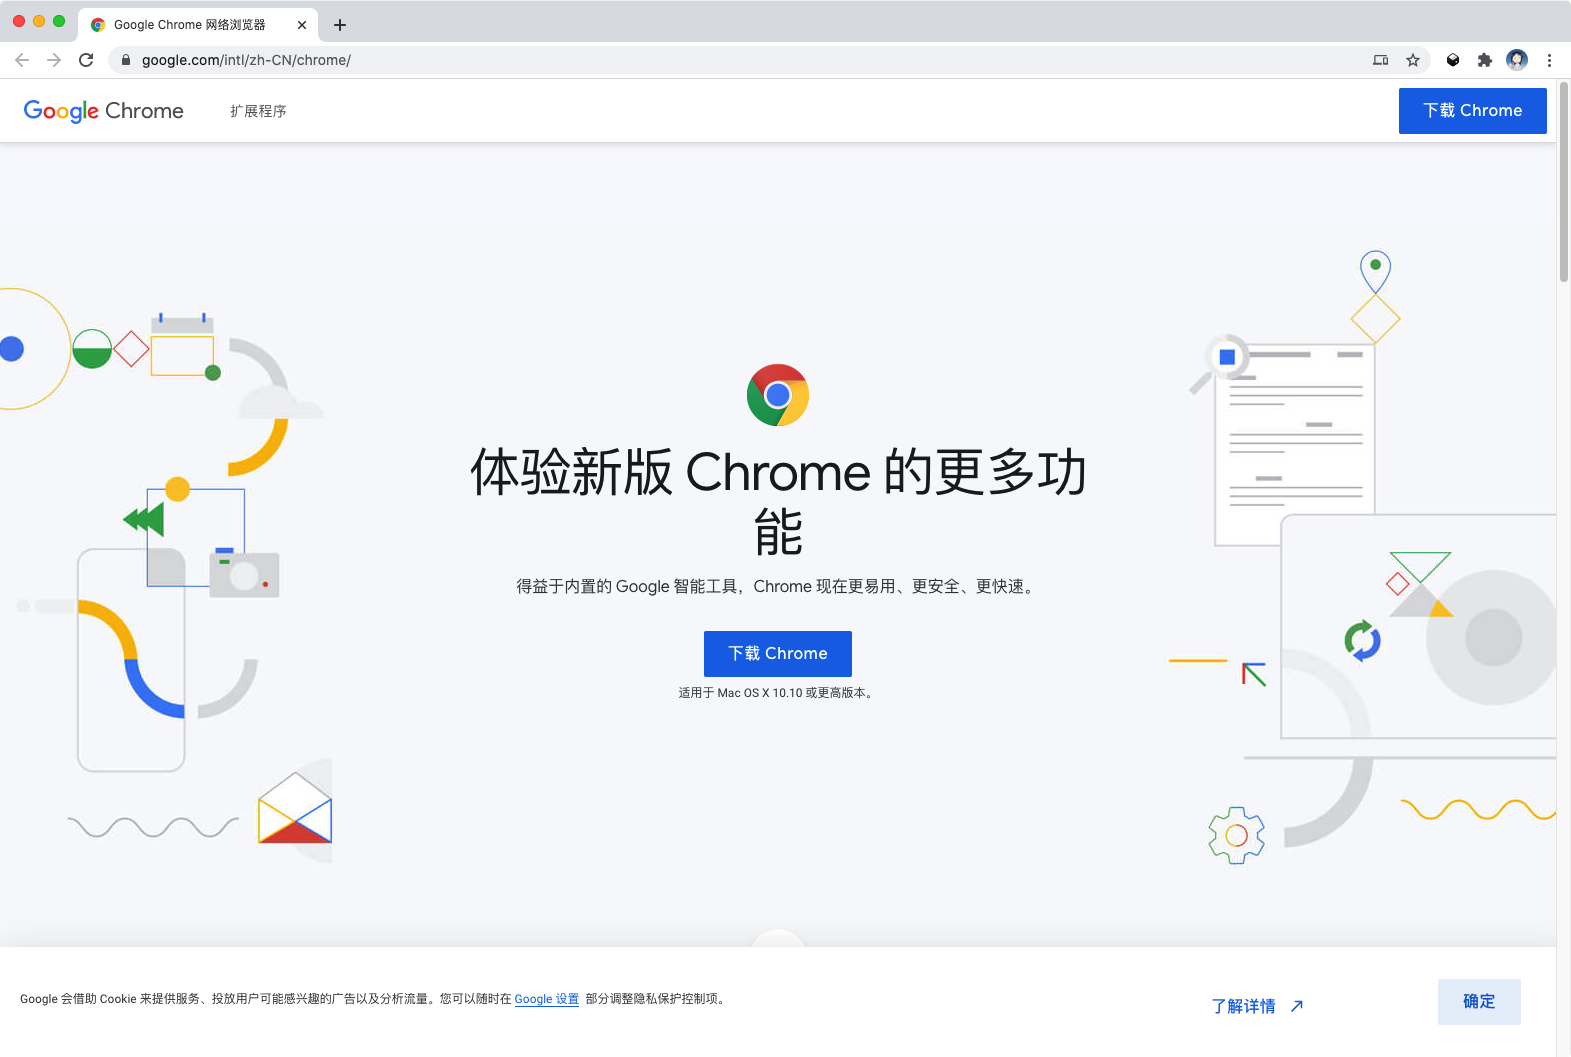 Google Chrome 网络浏览器
google.com/intl/zh-CN/chrome/
Google Chrome
扩展程序
下载 Chrome
体验新版 Chrome 的更多功
能
得益于内置的 Google 智能工具，Chrome 现在更易用、更安全、更快速。
下载 Chrome
适用于 Mac OS X 10.10 或更高版本。
Google 会借助 Cookie 来提供服务、投放用户可能感兴趣的广告以及分析流量。您可以随时在 Google 设置 部分调整隐私保护控制项。
了解详情
确定